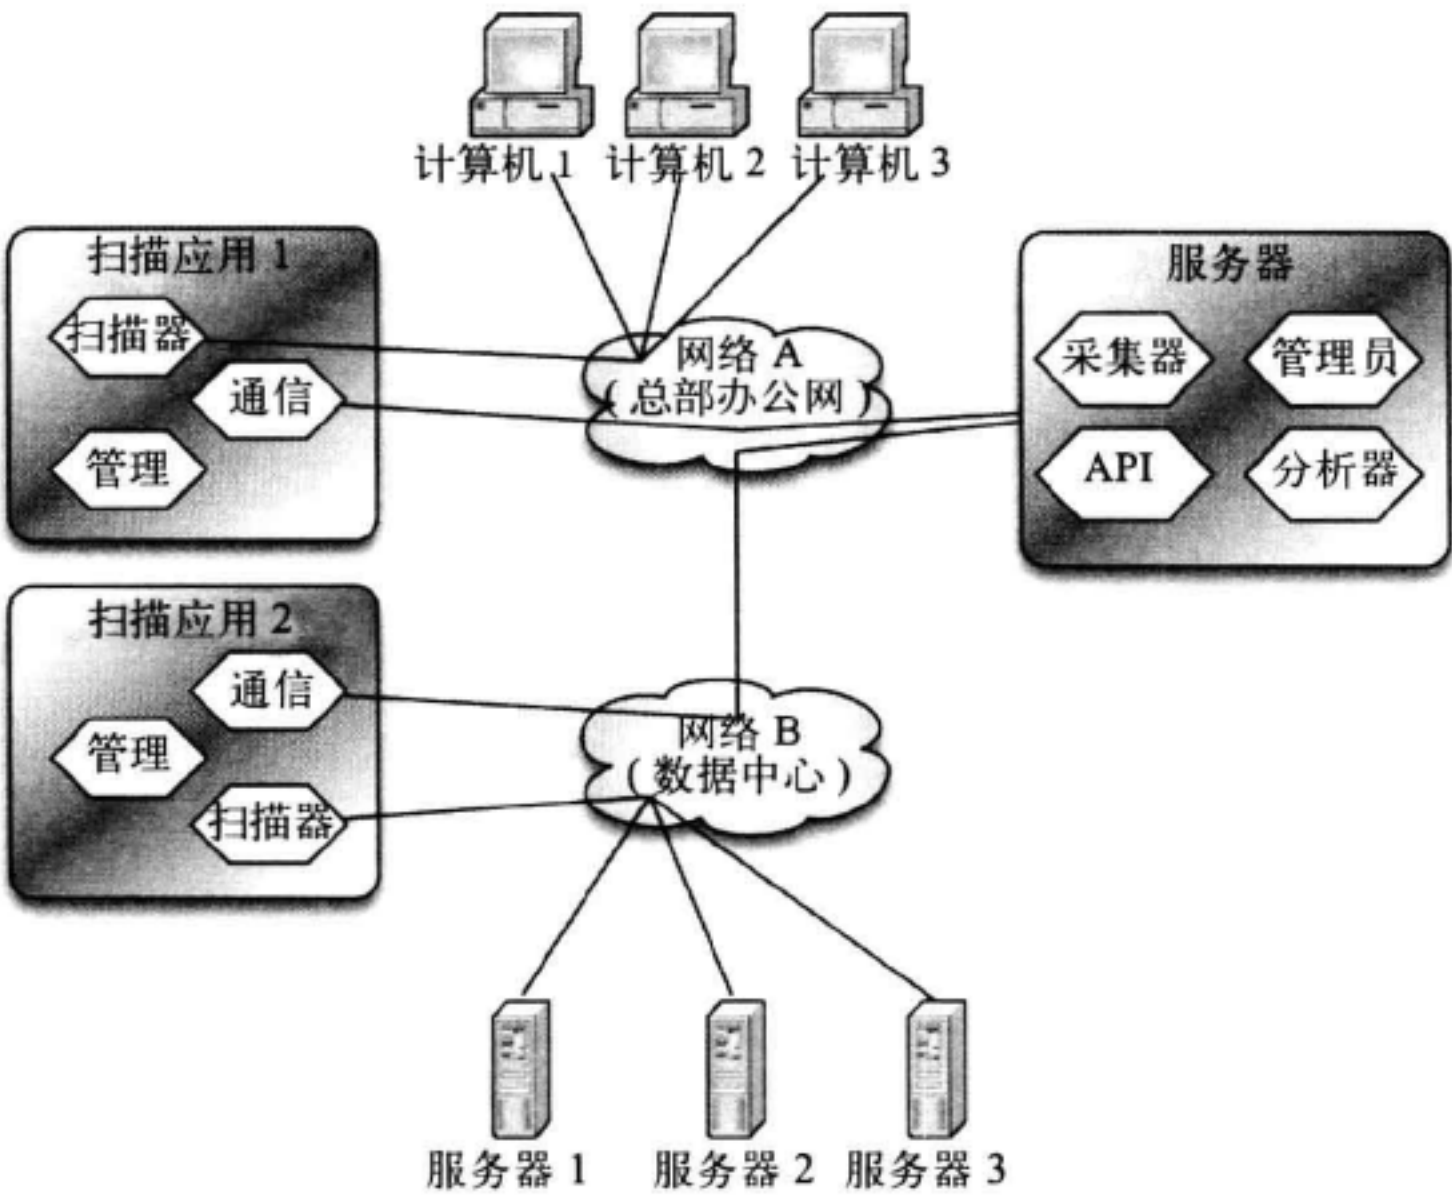 计算机 1
计算机 2
计算机 3
扫描应用 1
扫描器
通信
管理
网络 A
(总部办公网)
服务器
采集器
管理员
API
分析器
扫描应用 2
通信
管理
扫描器
网络 B
(数据中心)
服务器 1
服务器 2
服务器 3